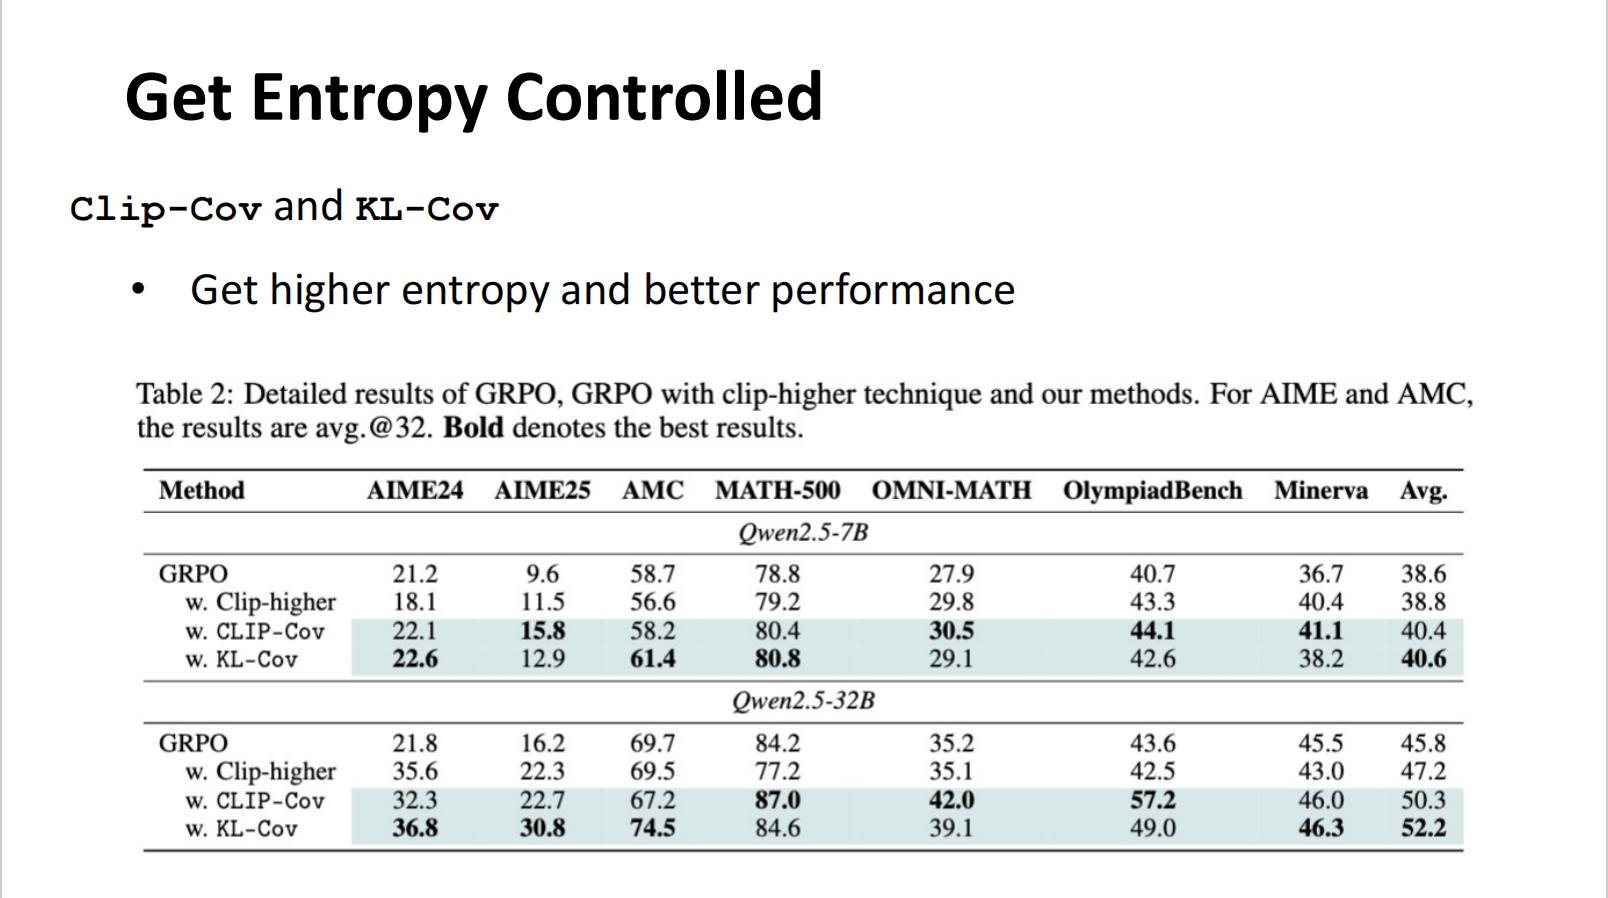 Get Entropy Controlled
Clip-Cov and KL-Cov
• Get higher entropy and better performance
Table 2: Detailed results of GRPO, GRPO with clip-higher technique and our methods. For AIME and AMC,
the results are avg.@32. Bold denotes the best results.
Method AIME24 AIME25 AMC MATH-500 OMNI-MATH OlympiadBench Minerva Avg.
Qwen2.5-7B
GRPO 21.2 9.6 58.7 78.8 27.9 40.7 36.7 38.6
w. Clip-higher 18.1 11.5 56.6 79.2 29.8 43.3 40.4 38.8
w. CLIP-Cov 22.1 15.8 58.2 80.4 30.5 44.1 41.1 40.4
w. KL-Cov 22.6 12.9 61.4 80.8 29.1 42.6 38.2 40.6
Qwen2.5-32B
GRPO 21.8 16.2 69.7 84.2 35.2 43.6 45.5 45.8
w. Clip-higher 35.6 22.3 69.5 77.2 35.1 42.5 43.0 47.2
w. CLIP-Cov 32.3 22.7 67.2 87.0 42.0 57.2 46.0 50.3
w. KL-Cov 36.8 30.8 74.5 84.6 39.1 49.0 46.3 52.2